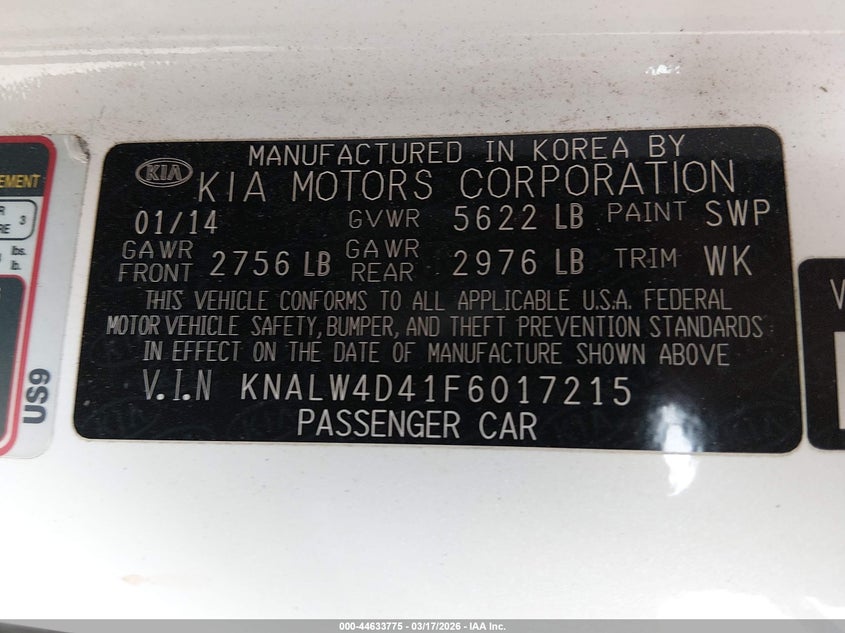 MANUFACTURED IN KOREA BY
KIA KIA MOTORS CORPORATION
01/14 GVWR 5622 LB PAINT SWP
GAWR FRONT 2756 LB GAWR REAR 2976 LB TRIM WK
THIS VEHICLE CONFORMS TO ALL APPLICABLE U.S.A. FEDERAL
MOTOR VEHICLE SAFETY, BUMPER, AND THEFT PREVENTION STANDARDS
IN EFFECT ON THE DATE OF MANUFACTURE SHOWN ABOVE
V.I.N KNALW4D41F6017215
PASSENGER CAR
3
lbs.
lb.
US9
V
000-44633775 — 03/17/2026 — IAA Inc.